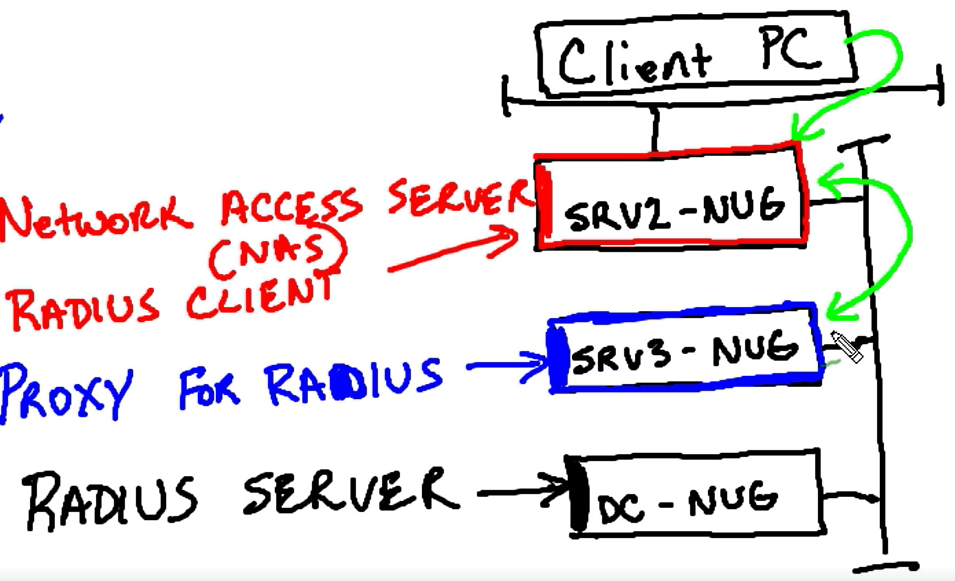 Client PC
NETWORK ACCESS SERVER
(NAS)
SRV2-NUG
RADIUS CLIENT
PROXY FOR RADIUS
SRV3-NUG
RADIUS SERVER
DC-NUG